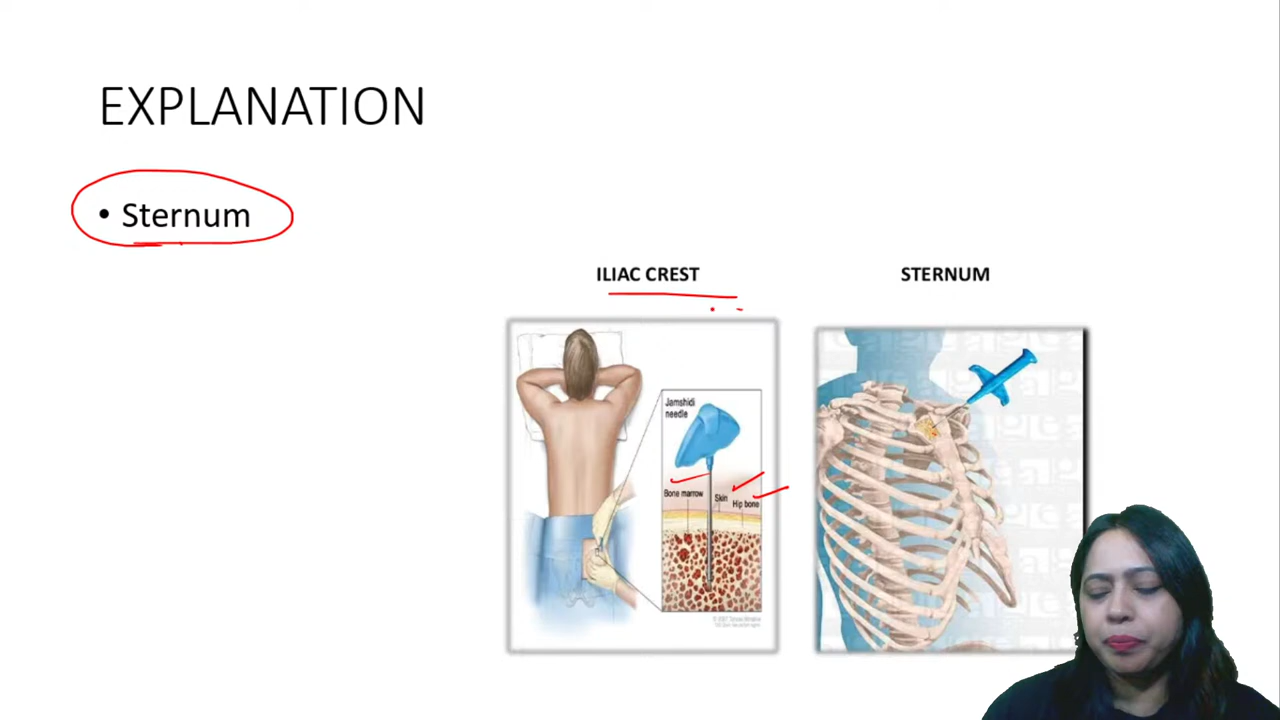 EXPLANATION
• Sternum
ILIAC CREST
STERNUM
Jamshidi
needle
Bone marrow
Skin
Hip bone